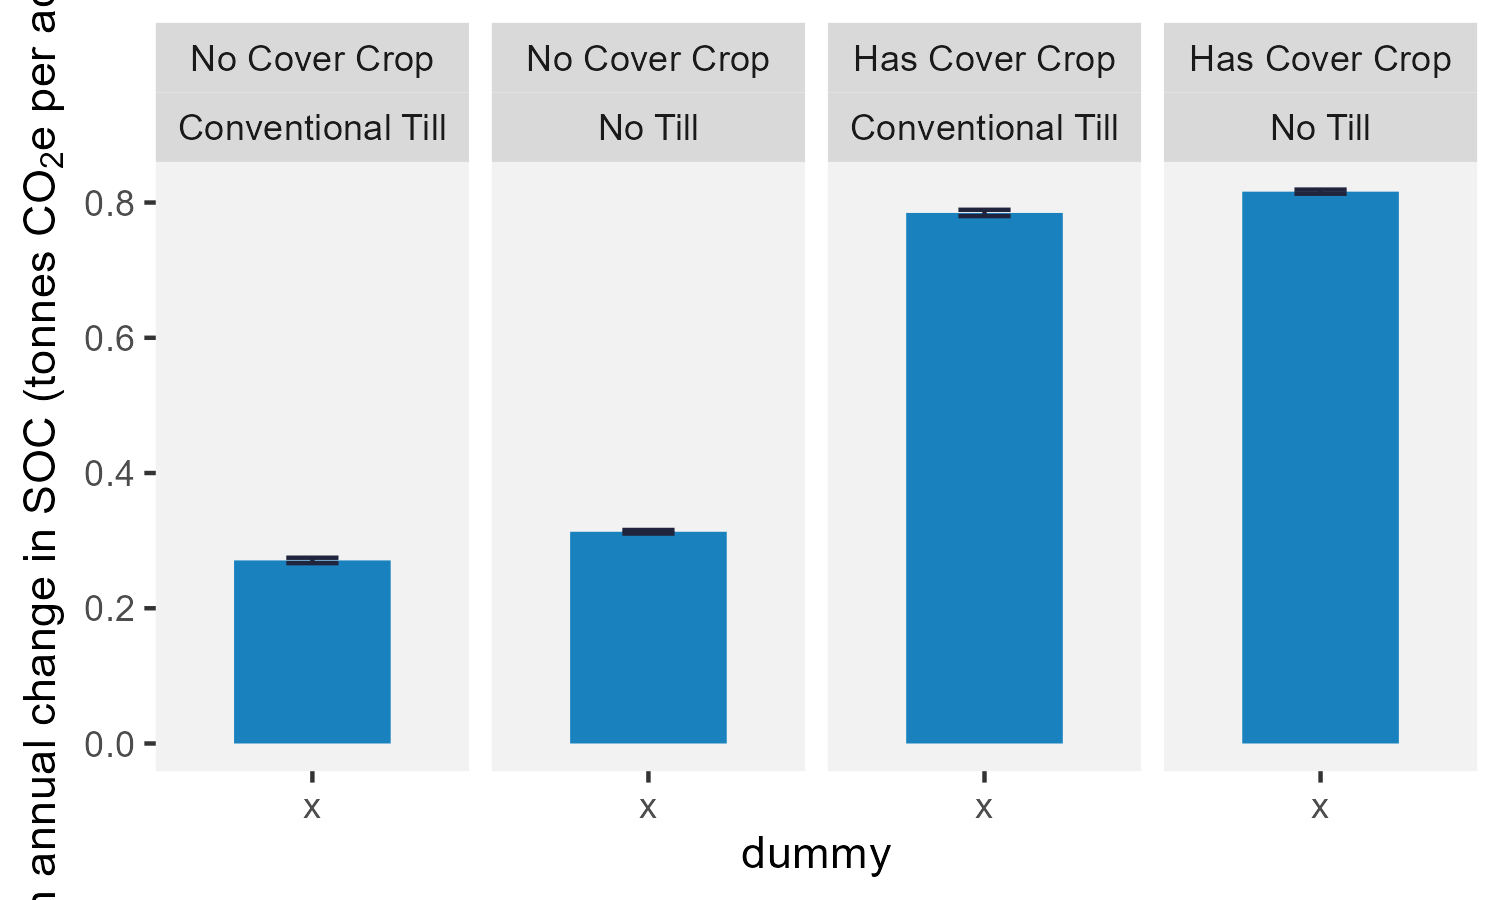 No Cover Crop No Cover Crop Has Cover Crop Has Cover Crop
Conventional Till No Till Conventional Till No Till
annual change in SOC (tonnes CO₂e per
0.8
0.6
0.4
0.2
0.0
x x x x
dummy